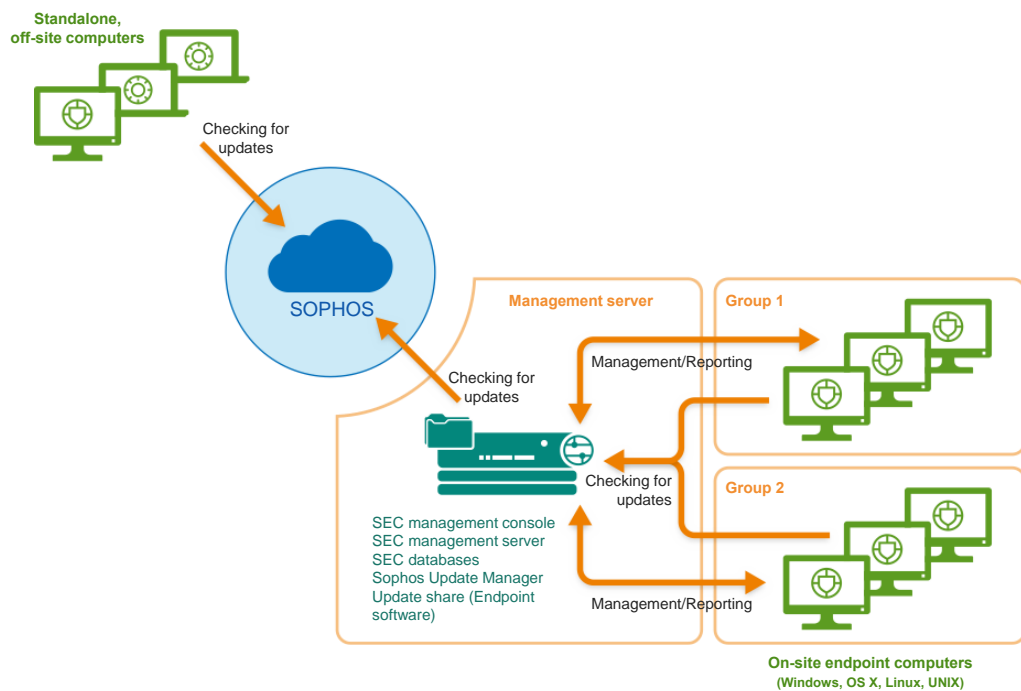 Standalone,
off-site computers
Checking for
updates
SOPHOS
Management server
Group 1
Management/Reporting
Checking for
updates
Checking for
updates
Group 2
SEC management console
SEC management server
SEC databases
Sophos Update Manager
Update share (Endpoint
software)
Management/Reporting
On-site endpoint computers
(Windows, OS X, Linux, UNIX)